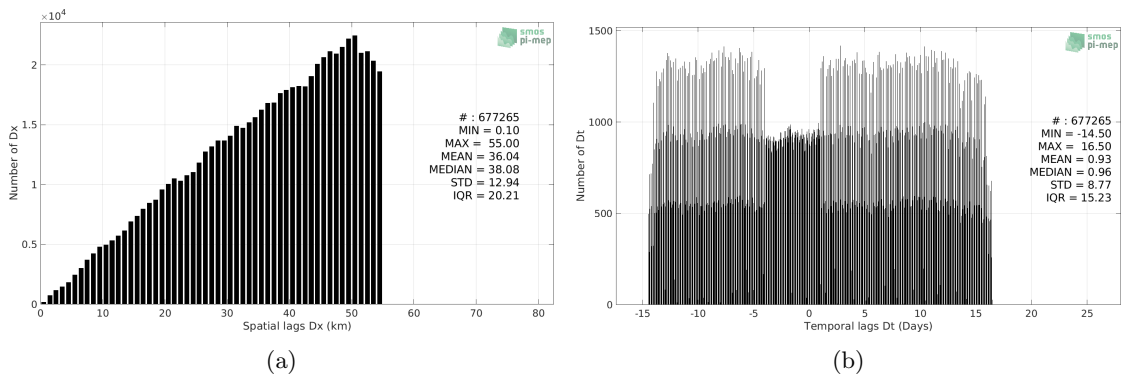 ×10⁴
2
1.5
1
0.5
0
Number of Dx
0 10 20 30 40 50 60 70 80
Spatial lags Dx (km)
smos
pi-mep
# : 677265
MIN = 0.10
MAX = 55.00
MEAN = 36.04
MEDIAN = 38.08
STD = 12.94
IQR = 20.21
(a)
1500
1000
500
0
Number of Dt
-15 -10 -5 0 5 10 15 20 25
Temporal lags Dt (Days)
smos
pi-mep
# : 677265
MIN = -14.50
MAX = 16.50
MEAN = 0.93
MEDIAN = 0.96
STD = 8.77
IQR = 15.23
(b)